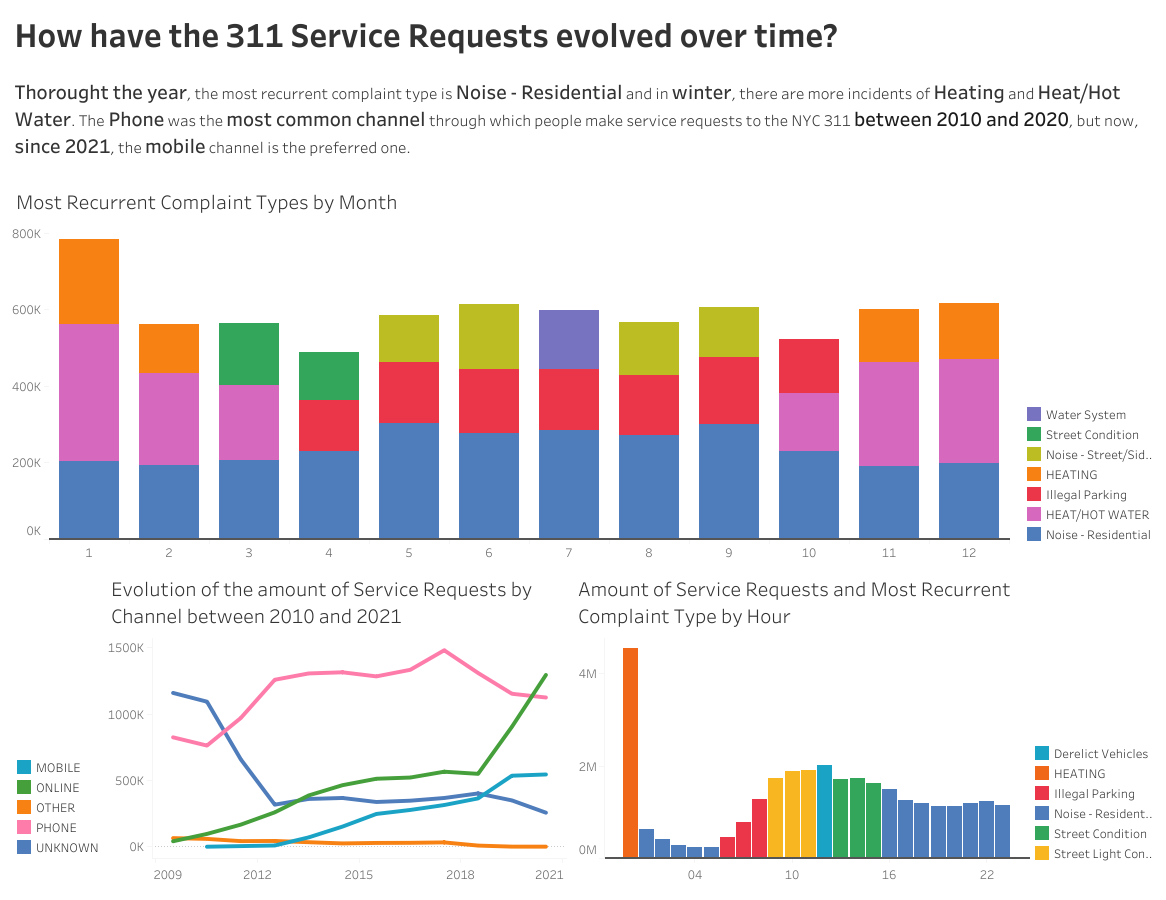 How have the 311 Service Requests evolved over time?
Thorought the year, the most recurrent complaint type is Noise - Residential and in winter, there are more incidents of Heating and Heat/Hot
Water. The Phone was the most common channel through which people make service requests to the NYC 311 between 2010 and 2020, but now,
since 2021, the mobile channel is the preferred one.
Most Recurrent Complaint Types by Month
800K
600K
400K
200K
0K
1 2 3 4 5 6 7 8 9 10 11 12
Water System
Street Condition
Noise - Street/Sid..
HEATING
Illegal Parking
HEAT/HOT WATER
Noise - Residential
Evolution of the amount of Service Requests by
Channel between 2010 and 2021
1500K
1000K
500K
0K
2009 2012 2015 2018 2021
MOBILE
ONLINE
OTHER
PHONE
UNKNOWN
Amount of Service Requests and Most Recurrent
Complaint Type by Hour
4M
2M
0M
04 10 16 22
Derelict Vehicles
HEATING
Illegal Parking
Noise - Resident..
Street Condition
Street Light Con..